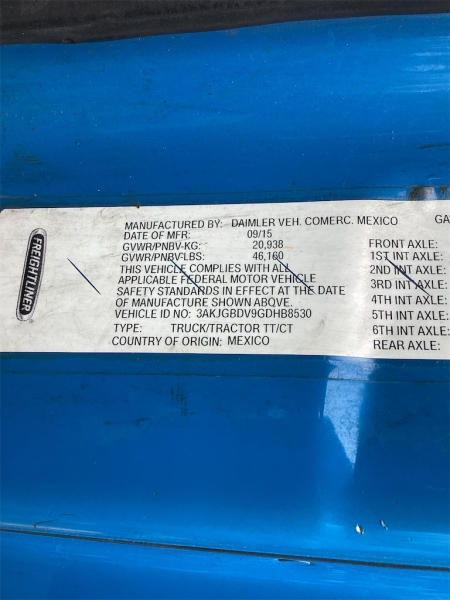 FREIGHTLINER
MANUFACTURED BY: DAIMLER VEH. COMERC. MEXICO GA
DATE OF MFR: 09/15
GVWR/PNBV-KG: 20,938 FRONT AXLE:
GVWR/PNBV-LBS: 46,160 1ST INT AXLE:
THIS VEHICLE COMPLIES WITH ALL 2ND INT AXLE:
APPLICABLE FEDERAL MOTOR VEHICLE 3RD INT AXLE:
SAFETY STANDARDS IN EFFECT AT THE DATE 4TH INT AXLE:
OF MANUFACTURE SHOWN ABOVE. 5TH INT AXLE:
VEHICLE ID NO: 3AKJGBDV9GDHB8530 6TH INT AXLE:
TYPE: TRUCK/TRACTOR TT/CT REAR AXLE:
COUNTRY OF ORIGIN: MEXICO